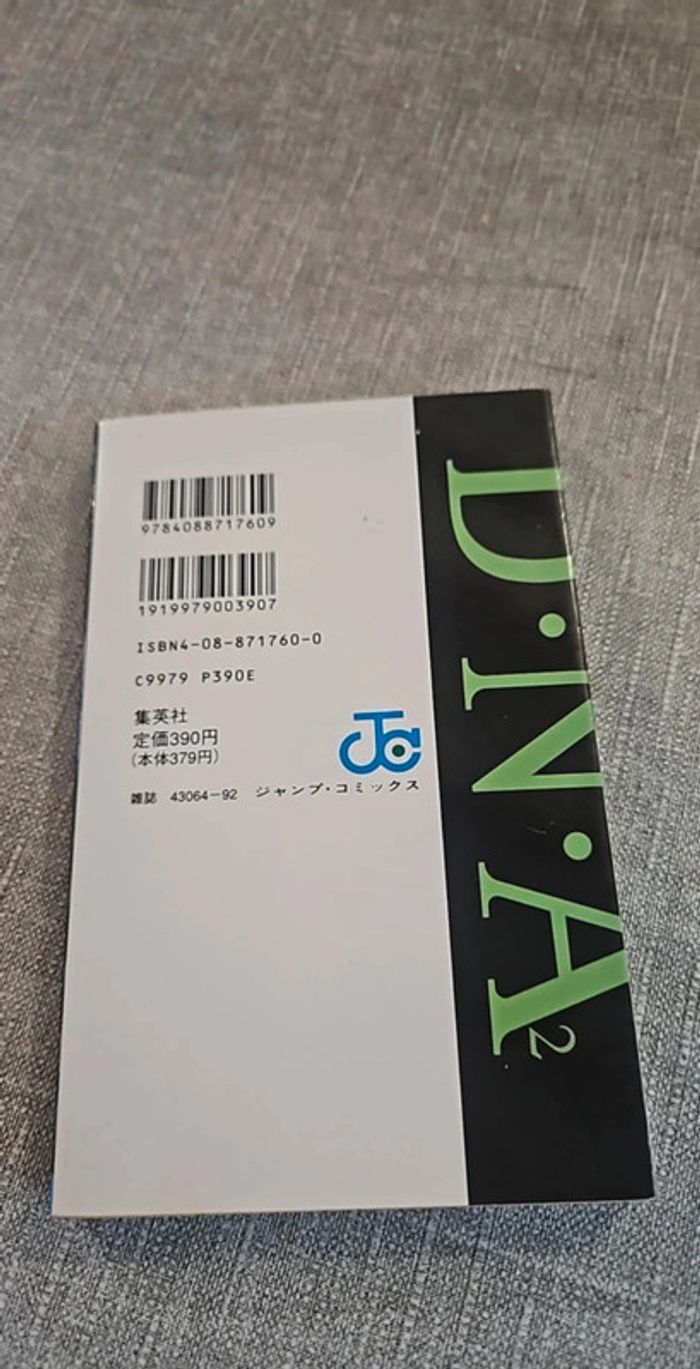 9784088717609
1919979003907
ISBN4-08-871760-0
C9979 P390E
集英社
定価390円
(本体379円)
雑誌 43064-92 ジャンプ・コミックス
JC
D・N・A2